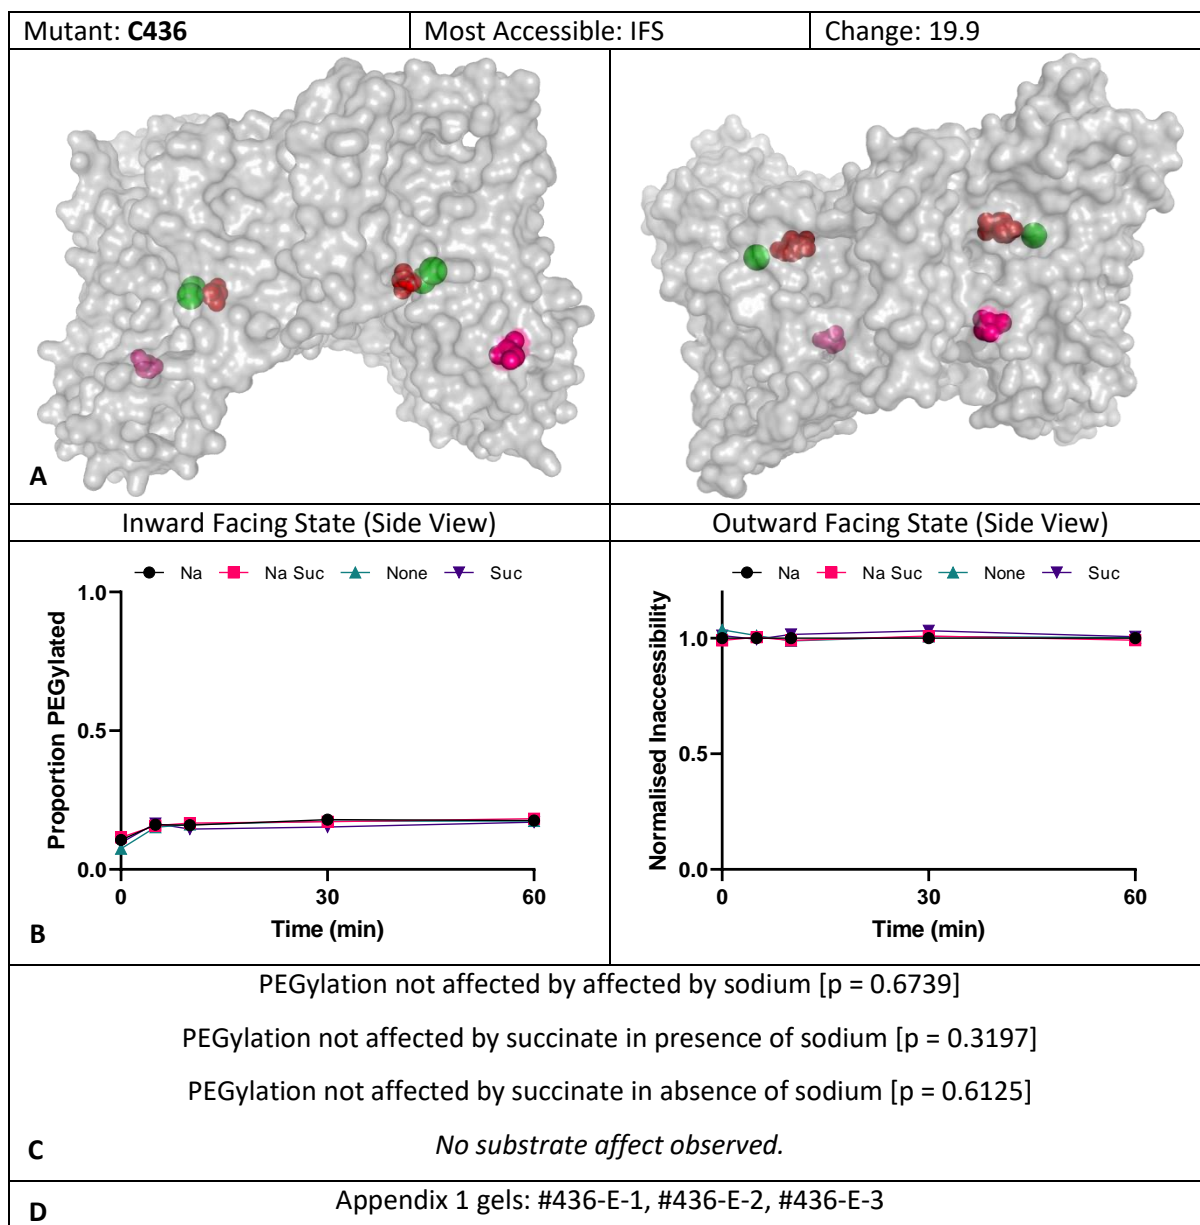 Mutant: C436
Most Accessible: IFS
Change: 19.9
A
Inward Facing State (Side View)
Outward Facing State (Side View)
Na
Na Suc
None
Suc
Proportion PEGylated
1.0
0.5
0.0
0
30
60
Time (min)
B
Na
Na Suc
None
Suc
Normalised Inaccessibility
1.0
0.5
0.0
0
30
60
Time (min)
PEGylation not affected by affected by sodium [p = 0.6739]
PEGylation not affected by succinate in presence of sodium [p = 0.3197]
PEGylation not affected by succinate in absence of sodium [p = 0.6125]
No substrate affect observed.
C
Appendix 1 gels: #436-E-1, #436-E-2, #436-E-3
D